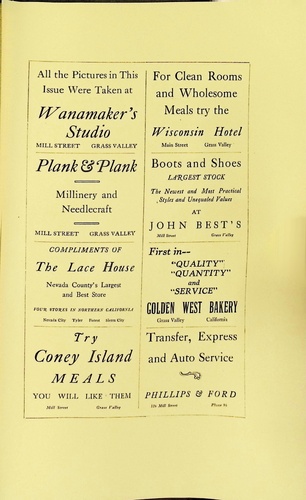 All the Pictures in This
Issue Were Taken at
Wanamaker's
Studio
MILL STREET GRASS VALLEY
Plank & Plank
Millinery and
Needlecraft
MILL STREET GRASS VALLEY
COMPLIMENTS OF
The Lace House
Nevada County's Largest
and Best Store
FOUR STORES IN NORTHERN CALIFORNIA
Nevada City
Try
Coney Island
MEALS
YOU WILL LIKE THEM
Mill Street Grass Valley
For Clean Rooms
and Wholesome
Meals try the
Wisconsin Hotel
Main Street Grass Valley
Boots and Shoes
LARGEST STOCK
The Newest and Most Practical
Styles and Unequaled Values
AT
JOHN BEST'S
Mill Street Grass Valley
First in—
"QUALITY"
"QUANTITY"
and
"SERVICE"
GOLDEN WEST BAKERY
Grass Valley California
Transfer, Express
and Auto Service
PHILLIPS & FORD
Mill Street Phone